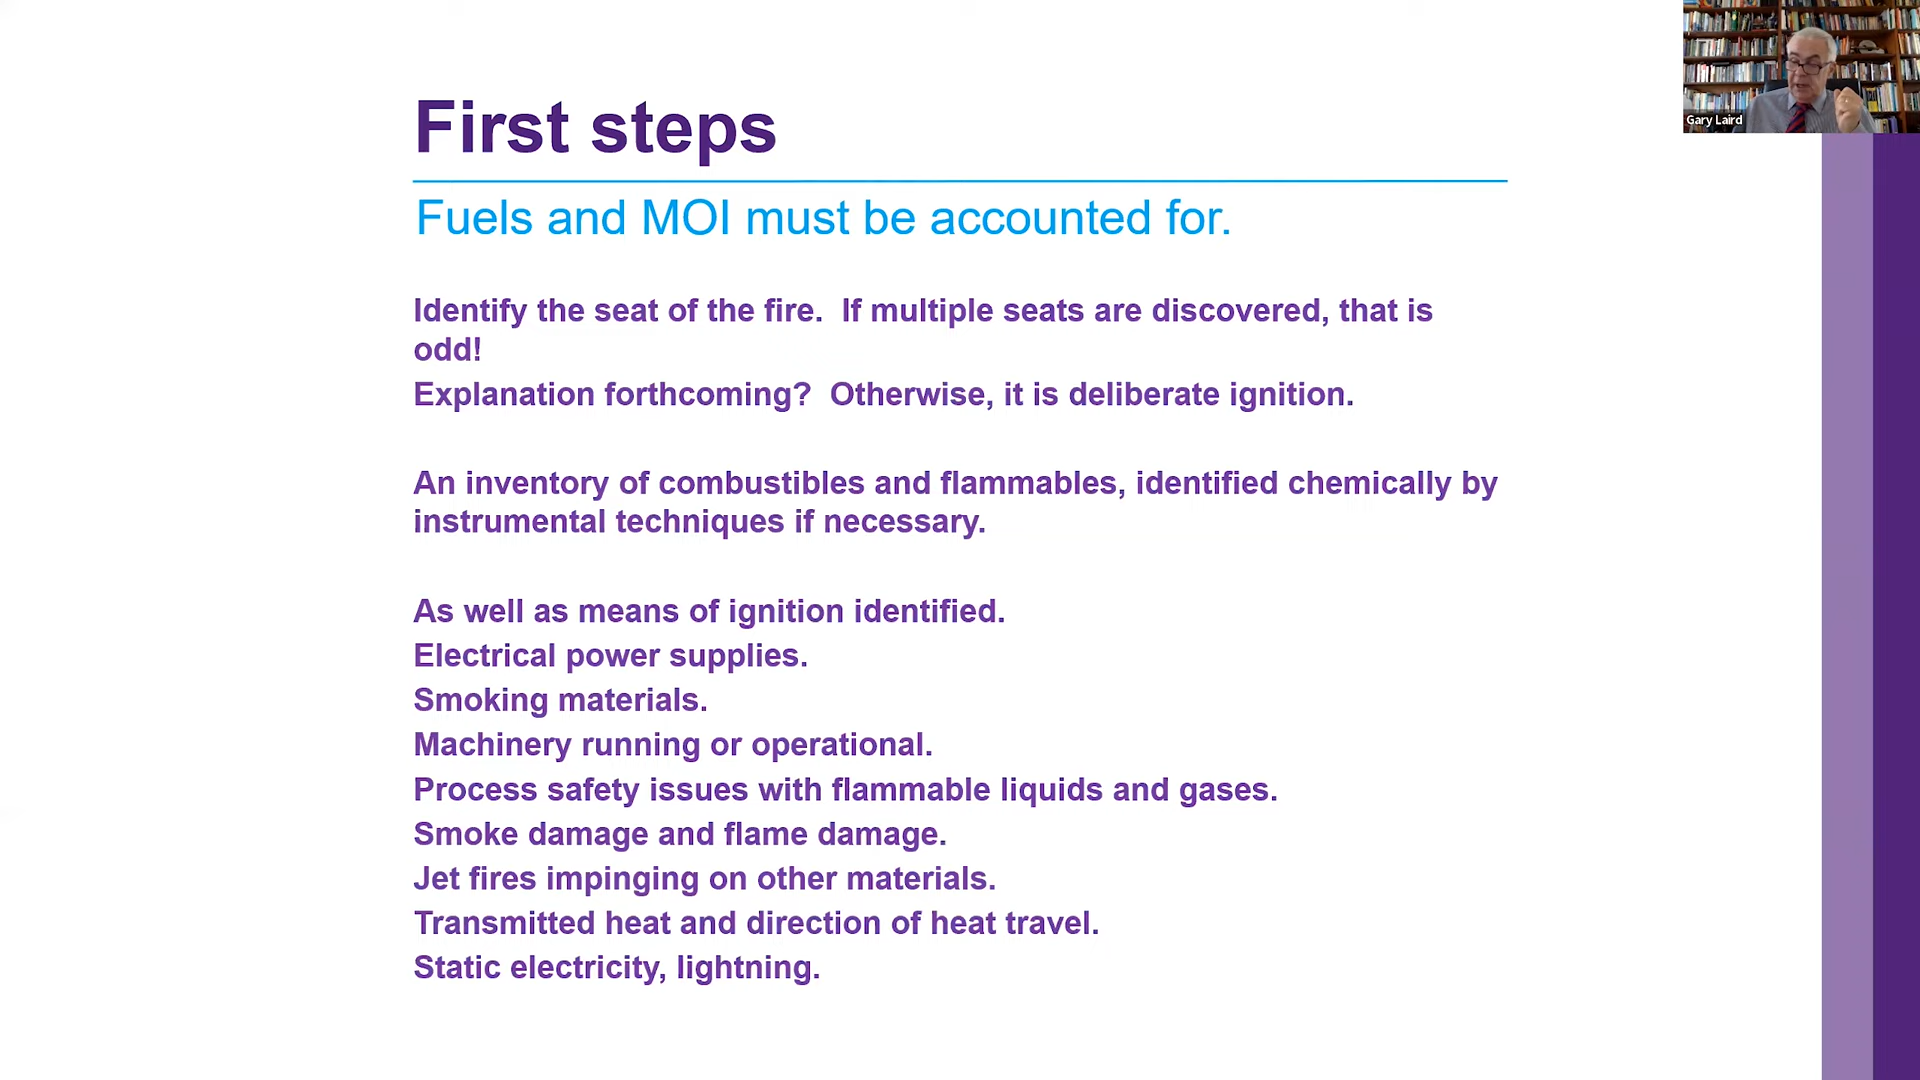 Gary Laird
First steps
Fuels and MOI must be accounted for.
Identify the seat of the fire.  If multiple seats are discovered, that is
odd!
Explanation forthcoming?  Otherwise, it is deliberate ignition.
An inventory of combustibles and flammables, identified chemically by
instrumental techniques if necessary.
As well as means of ignition identified.
Electrical power supplies.
Smoking materials.
Machinery running or operational.
Process safety issues with flammable liquids and gases.
Smoke damage and flame damage.
Jet fires impinging on other materials.
Transmitted heat and direction of heat travel.
Static electricity, lightning.